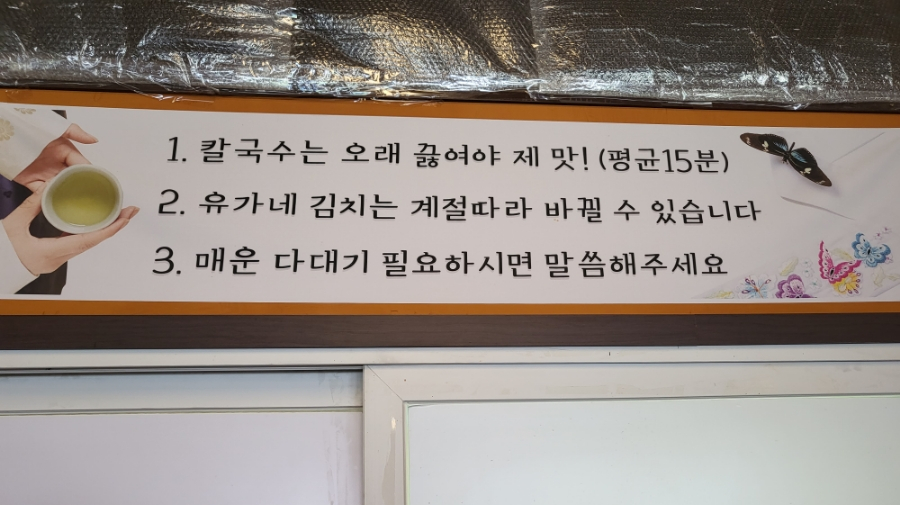 1. 칼국수는 오래 끓여야 제 맛! (평균15분)
2. 유가네 김치는 계절따라 바뀔 수 있습니다
3. 매운 다대기 필요하시면 말씀해주세요